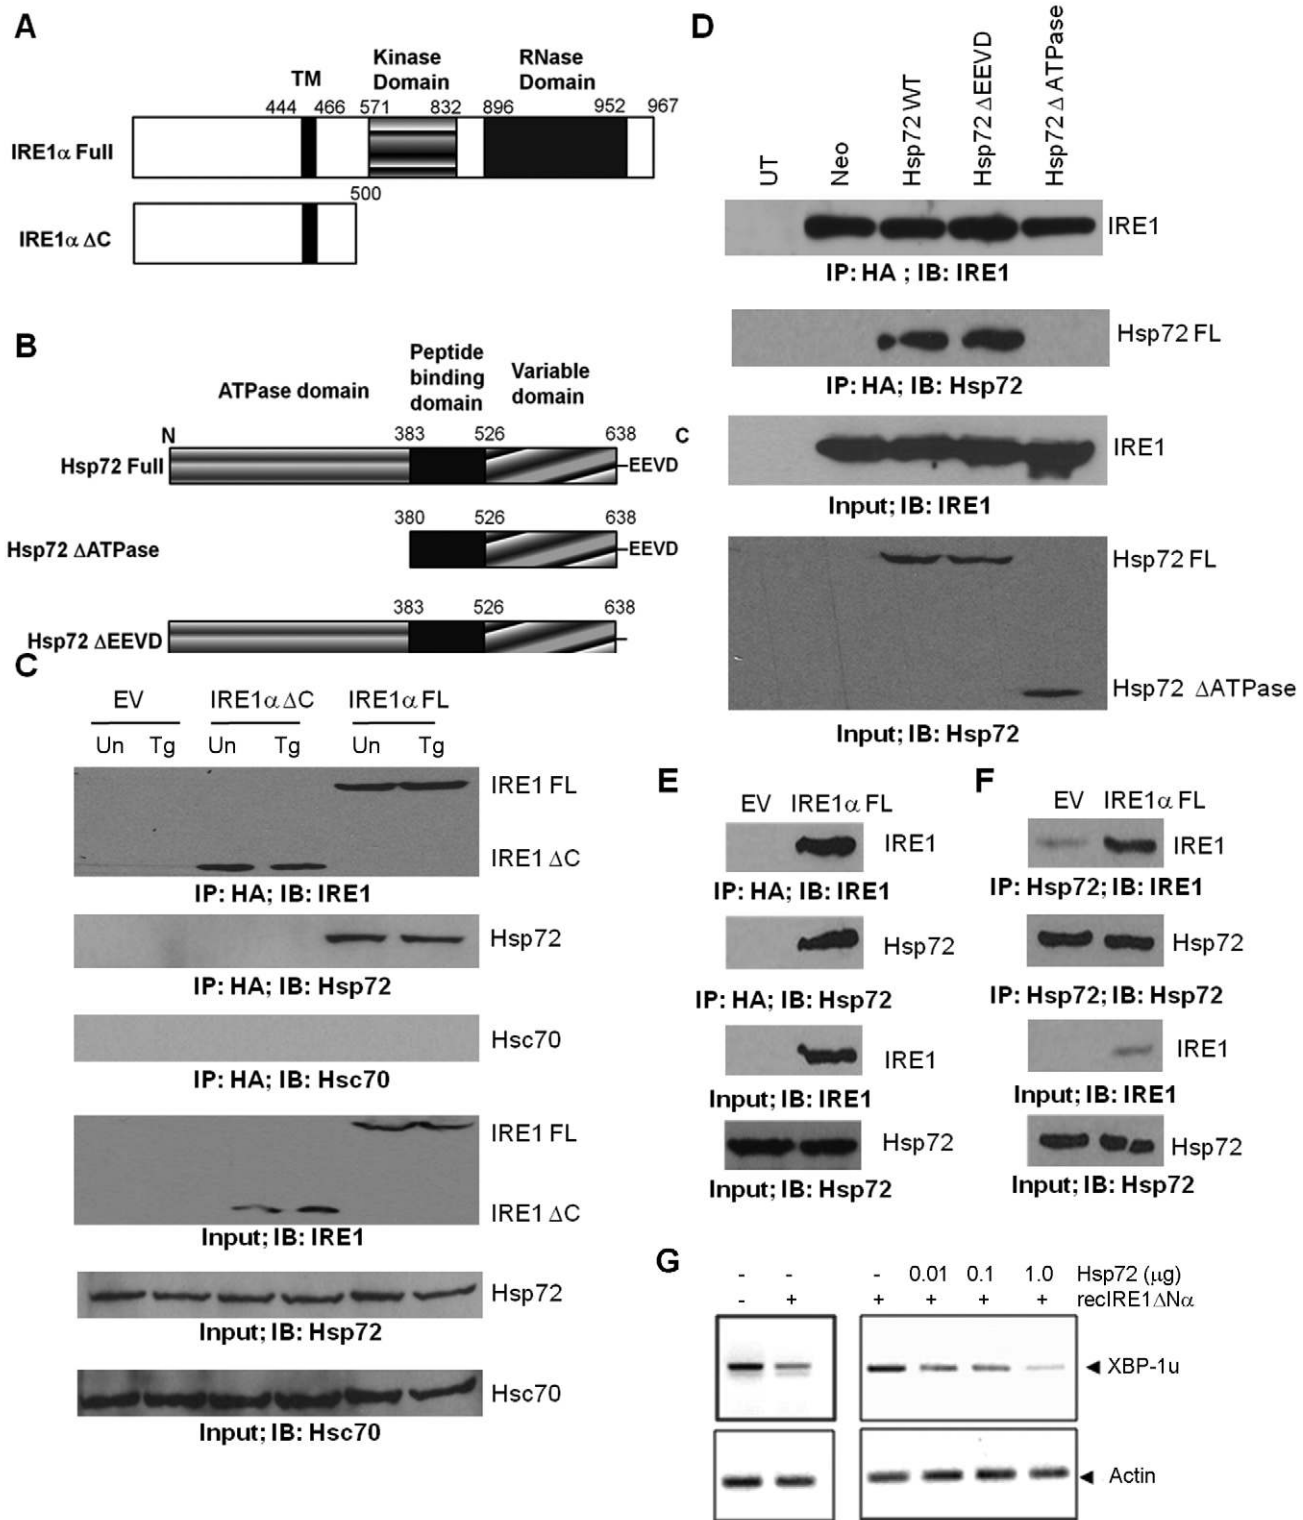 A
TM
Kinase
Domain
RNase
Domain
444 466 571 832 896 952 967
IRE1α Full
500
IRE1α ΔC
B
ATPase domain
Peptide
binding
domain
Variable
domain
N 383 526 638 C
Hsp72 Full
EEVD
380 526 638
Hsp72 ΔATPase
EEVD
383 526 638
Hsp72 ΔEEVD
C
EV IRE1α ΔC IRE1α FL
Un Tg Un Tg Un Tg
IRE1 FL
IRE1 ΔC
IP: HA; IB: IRE1
Hsp72
IP: HA; IB: Hsp72
Hsc70
IP: HA; IB: Hsc70
IRE1 FL
IRE1 ΔC
Input; IB: IRE1
Hsp72
Input; IB: Hsp72
Hsc70
Input; IB: Hsc70
D
UT
Neo
Hsp72 WT
Hsp72 ΔEEVD
Hsp72 Δ ATPase
IRE1
IP: HA ; IB: IRE1
Hsp72 FL
IP: HA; IB: Hsp72
IRE1
Input; IB: IRE1
Hsp72 FL
Hsp72 ΔATPase
Input; IB: Hsp72
E
EV IRE1α FL
IRE1
IP: HA; IB: IRE1
Hsp72
IP: HA; IB: Hsp72
IRE1
Input; IB: IRE1
Hsp72
Input; IB: Hsp72
F
EV IRE1α FL
IRE1
IP: Hsp72; IB: IRE1
Hsp72
IP: Hsp72; IB: Hsp72
IRE1
Input; IB: IRE1
Hsp72
Input; IB: Hsp72
G
- - - 0.01 0.1 1.0 Hsp72 (μg)
- + + + + + recIRE1ΔNα
XBP-1u
Actin